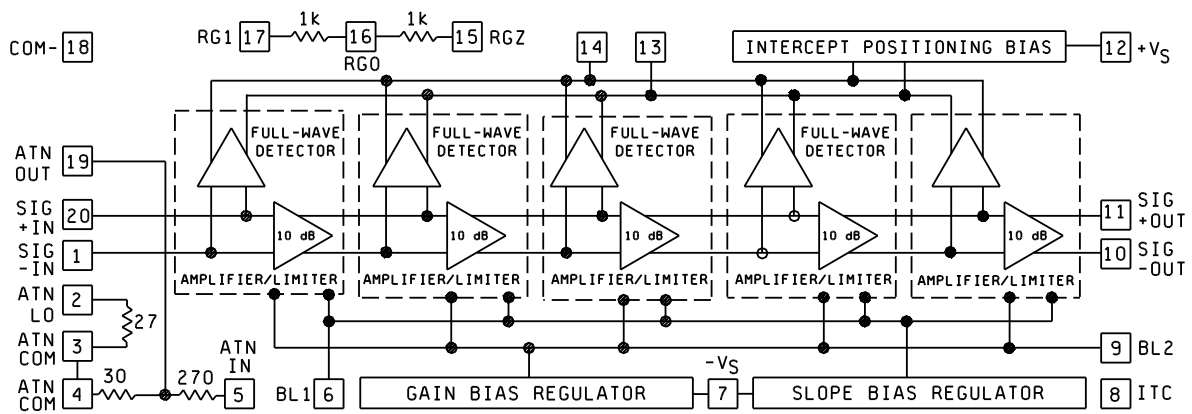 COM- 18
RG1 17 1k 16 1k 15 RGZ
RG0
14 13
INTERCEPT POSITIONING BIAS 12 +VS
FULL-WAVE DETECTOR
FULL-WAVE DETECTOR
FULL-WAVE DETECTOR
FULL-WAVE DETECTOR
ATN OUT 19
SIG +IN 20
SIG -IN 1
10 dB
10 dB
10 dB
10 dB
10 dB
11 SIG +OUT
10 SIG -OUT
AMPLIFIER/LIMITER
AMPLIFIER/LIMITER
AMPLIFIER/LIMITER
AMPLIFIER/LIMITER
AMPLIFIER/LIMITER
ATN LO 2
27
ATN COM 3
ATN COM 4
30
270
ATN IN 5
BL1 6
GAIN BIAS REGULATOR
-VS
7
SLOPE BIAS REGULATOR
9 BL2
8 ITC